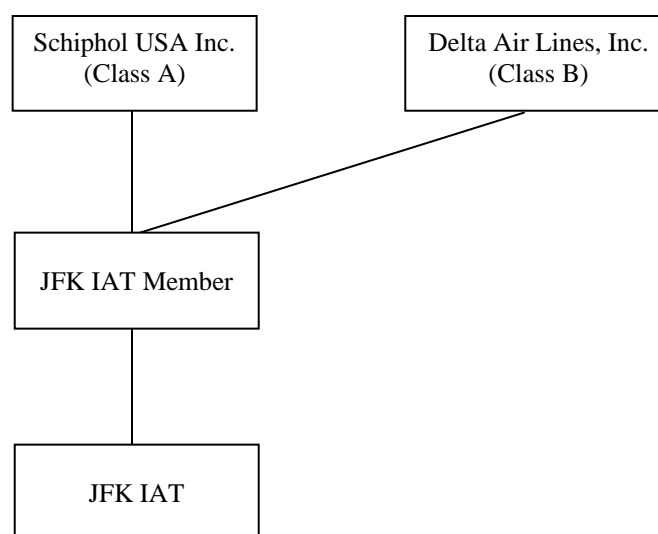 Schiphol USA Inc.
(Class A)
Delta Air Lines, Inc.
(Class B)
JFK IAT Member
JFK IAT